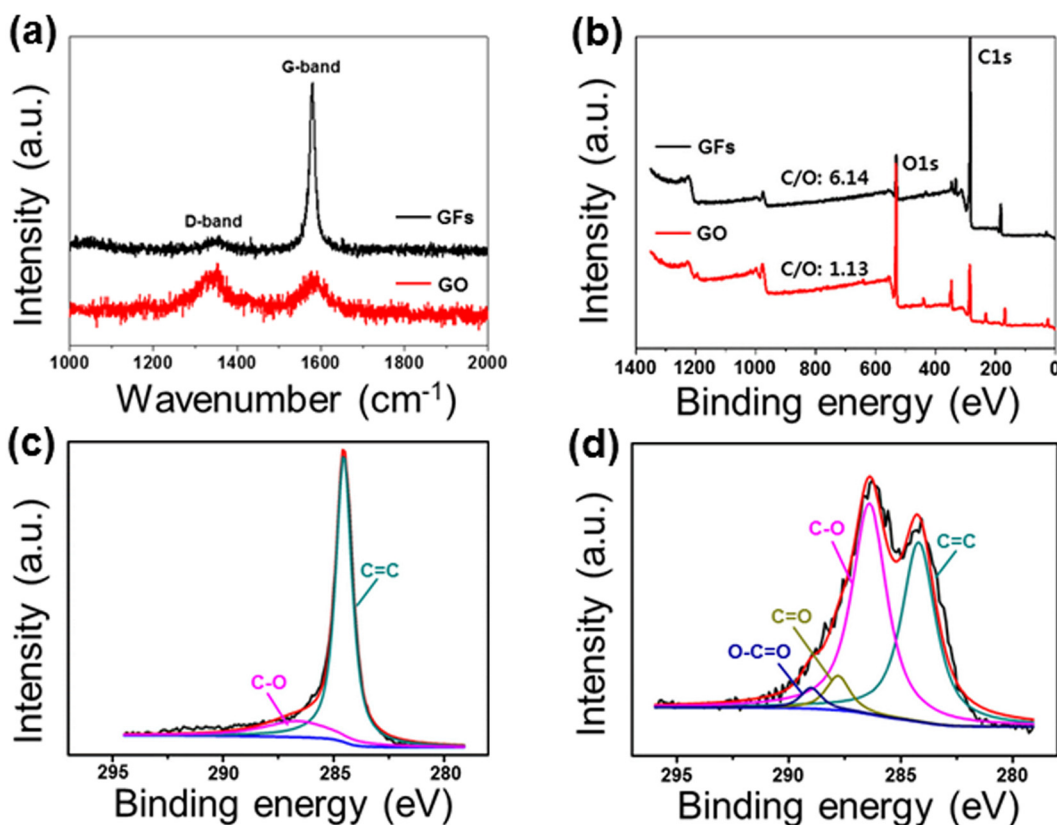 (a)
G-band
D-band
GFs
GO
Intensity (a.u.)
1000 1200 1400 1600 1800 2000
Wavenumber (cm-1)
(b)
C1s
GFs
O1s
C/O: 6.14
C/O: 1.13
GO
Intensity (a.u.)
1400 1200 1000 800 600 400 200 0
Binding energy (eV)
(c)
C=C
C-O
Intensity (a.u.)
295 290 285 280
Binding energy (eV)
(d)
C-O
C=C
C=O
O-C=O
Intensity (a.u.)
295 290 285 280
Binding energy (eV)